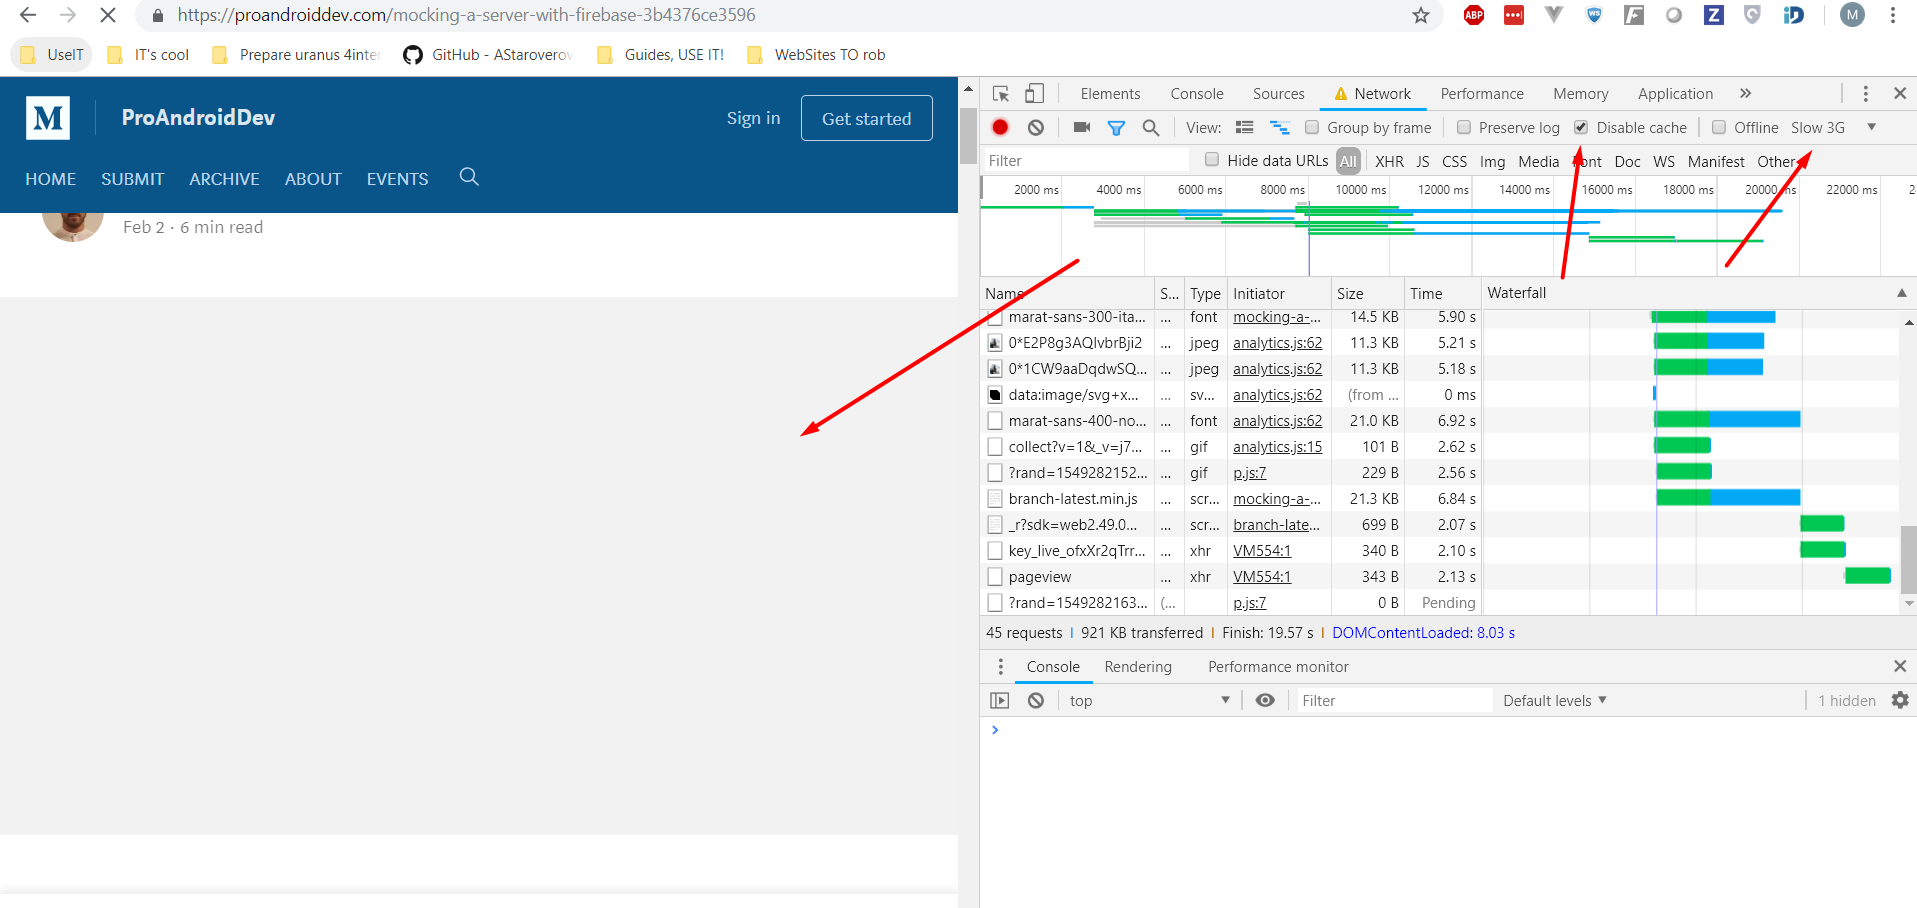 https://proandroiddev.com/mocking-a-server-with-firebase-3b4376ce3596
ABP
M
UseIT IT's cool Prepare uranus 4inte GitHub - AStaroverov Guides, USE IT! WebSites TO rob
M ProAndroidDev Sign in Get started
HOME SUBMIT ARCHIVE ABOUT EVENTS
Feb 2 · 6 min read
Elements Console Sources Network Performance Memory Application »
View: Group by frame Preserve log Disable cache Offline Slow 3G
Filter Hide data URLs All XHR JS CSS Img Media Font Doc WS Manifest Other
2000 ms 4000 ms 6000 ms 8000 ms 10000 ms 12000 ms 14000 ms 16000 ms 18000 ms 20000 ms 22000 ms 2
Name S... Type Initiator Size Time Waterfall
marat-sans-300-ita... ... font mocking-a-... 14.5 KB 5.90 s
0*E2P8g3AQIvbrBji2 ... jpeg analytics.js:62 11.3 KB 5.21 s
0*1CW9aaDqdwSQ... ... jpeg analytics.js:62 11.3 KB 5.18 s
data:image/svg+x... ... sv... analytics.js:62 (from ... 0 ms
marat-sans-400-no... ... font analytics.js:62 21.0 KB 6.92 s
collect?v=1&_v=j7... ... gif analytics.js:15 101 B 2.62 s
?rand=1549282152... ... gif p.js:7 229 B 2.56 s
branch-latest.min.js ... scr... mocking-a-... 21.3 KB 6.84 s
_r?sdk=web2.49.0... ... scr... branch-late... 699 B 2.07 s
key_live_ofxXr2qTrr... ... xhr VM554:1 340 B 2.10 s
pageview ... xhr VM554:1 343 B 2.13 s
?rand=1549282163... (... p.js:7 0 B Pending
45 requests 921 KB transferred Finish: 19.57 s DOMContentLoaded: 8.03 s
Console Rendering Performance monitor
top Filter Default levels 1 hidden